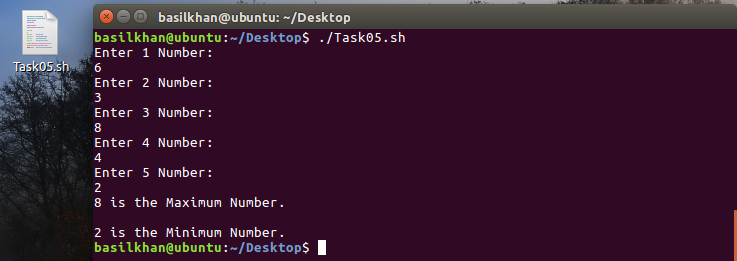 basilkhan@ubuntu: ~/Desktop
Task05.sh
basilkhan@ubuntu:~/Desktop$ ./Task05.sh
Enter 1 Number:
6
Enter 2 Number:
3
Enter 3 Number:
8
Enter 4 Number:
4
Enter 5 Number:
2
8 is the Maximum Number.
2 is the Minimum Number.
basilkhan@ubuntu:~/Desktop$